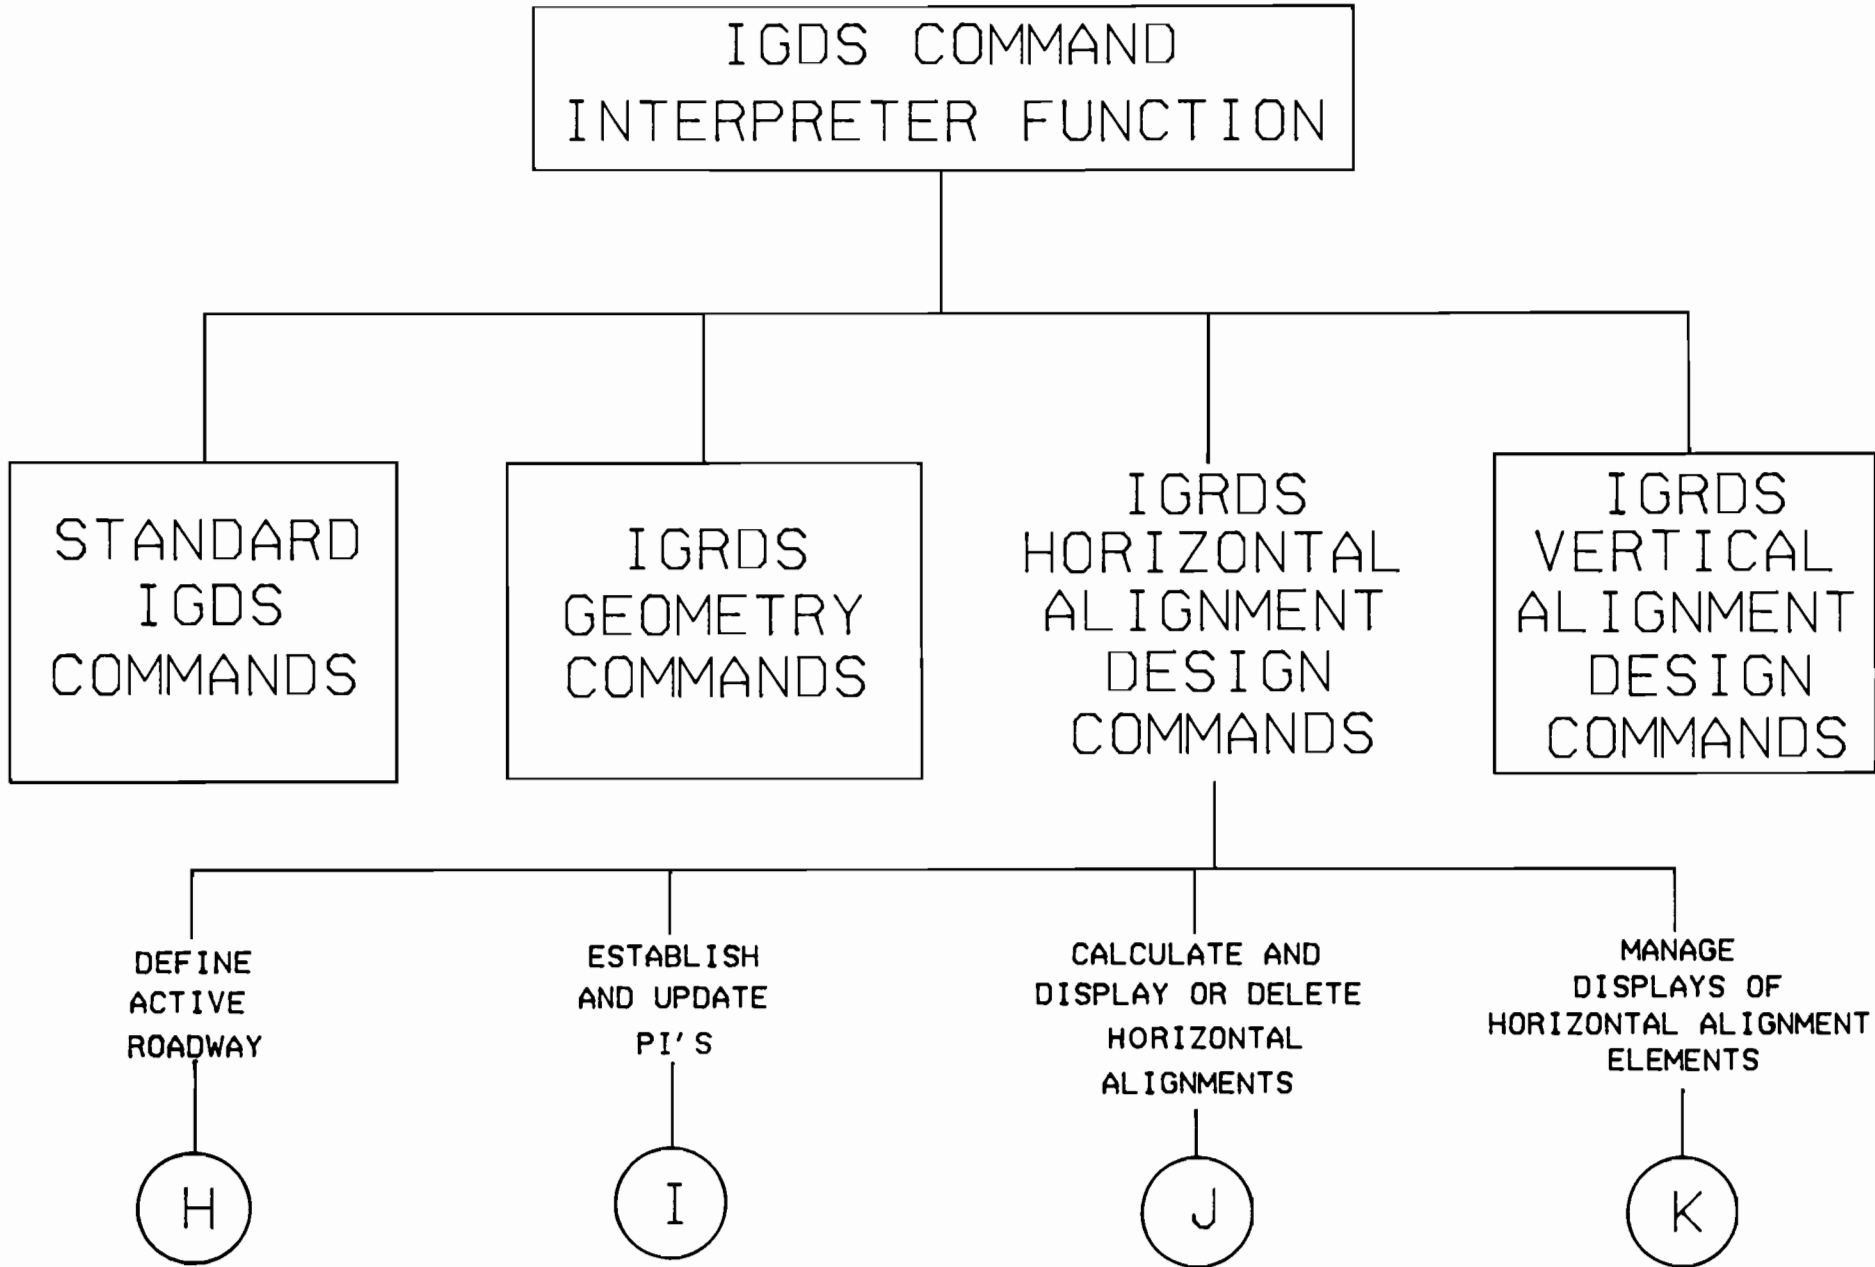 IGDS COMMAND
INTERPRETER FUNCTION
STANDARD
IGDS
COMMANDS
IGRDS
GEOMETRY
COMMANDS
IGRDS
HORIZONTAL
ALIGNMENT
DESIGN
COMMANDS
IGRDS
VERTICAL
ALIGNMENT
DESIGN
COMMANDS
DEFINE
ACTIVE
ROADWAY
ESTABLISH
AND UPDATE
PI'S
CALCULATE AND
DISPLAY OR DELETE
HORIZONTAL
ALIGNMENTS
MANAGE
DISPLAYS OF
HORIZONTAL ALIGNMENT
ELEMENTS
H
I
J
K